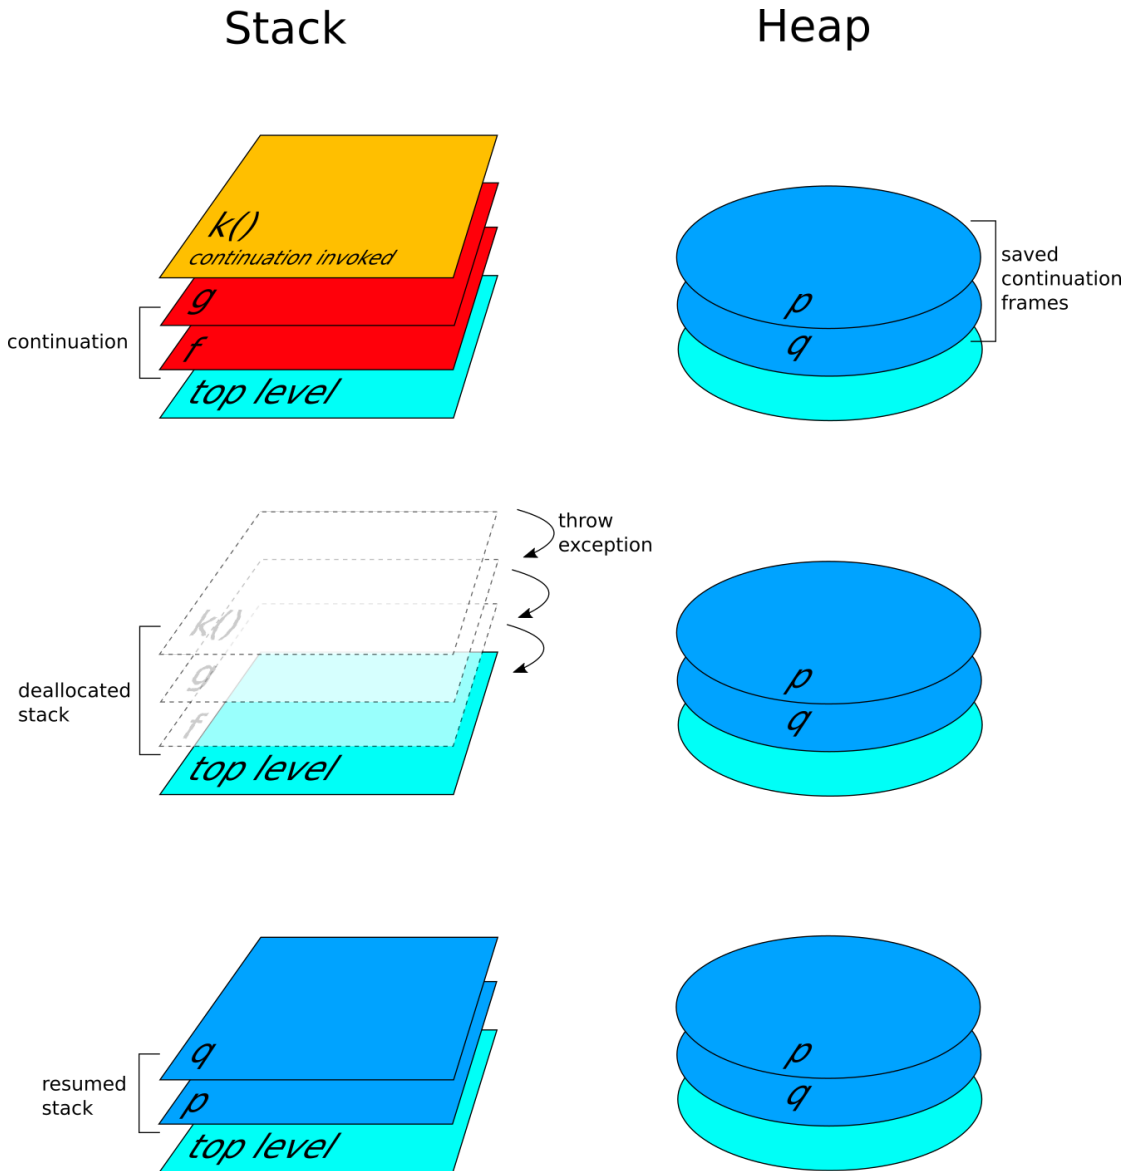 Stack
Heap
k()
continuation invoked
g
f
top level
continuation
p
q
saved
continuation
frames
throw
exception
k()
g
f
top level
deallocated
stack
p
q
q
p
top level
resumed
stack
p
q